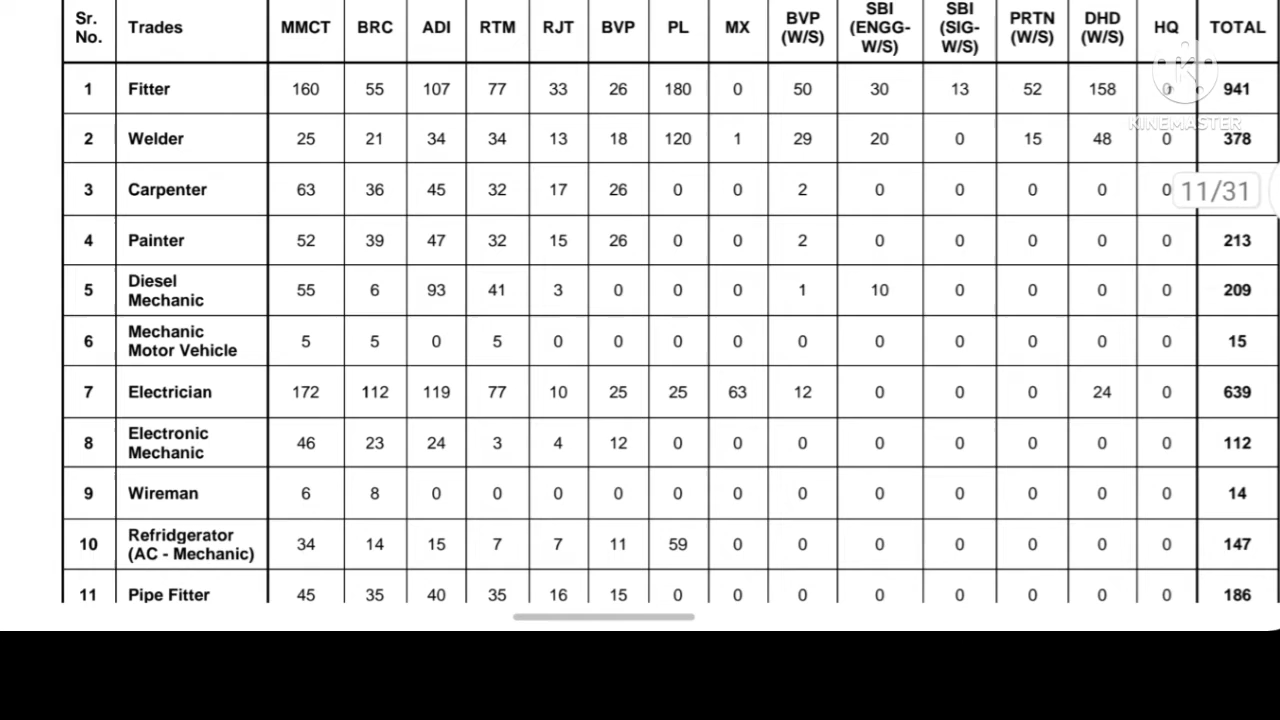 Sr. No. Trades MMCT BRC ADI RTM RJT BVP PL MX BVP (W/S) SBI (ENGG-W/S) SBI (SIG-W/S) PRTN (W/S) DHD (W/S) HQ TOTAL
1 Fitter 160 55 107 77 33 26 180 0 50 30 13 52 158 0 941
2 Welder 25 21 34 34 13 18 120 1 29 20 0 15 48 0 378
3 Carpenter 63 36 45 32 17 26 0 0 2 0 0 0 0 0
4 Painter 52 39 47 32 15 26 0 0 2 0 0 0 0 0 213
5 Diesel Mechanic 55 6 93 41 3 0 0 0 1 10 0 0 0 0 209
6 Mechanic Motor Vehicle 5 5 0 5 0 0 0 0 0 0 0 0 0 0 15
7 Electrician 172 112 119 77 10 25 25 63 12 0 0 0 24 0 639
8 Electronic Mechanic 46 23 24 3 4 12 0 0 0 0 0 0 0 0 112
9 Wireman 6 8 0 0 0 0 0 0 0 0 0 0 0 0 14
10 Refridgerator (AC - Mechanic) 34 14 15 7 7 11 59 0 0 0 0 0 0 0 147
11 Pipe Fitter 45 35 40 35 16 15 0 0 0 0 0 0 0 0 186
KINEMASTER
11/31